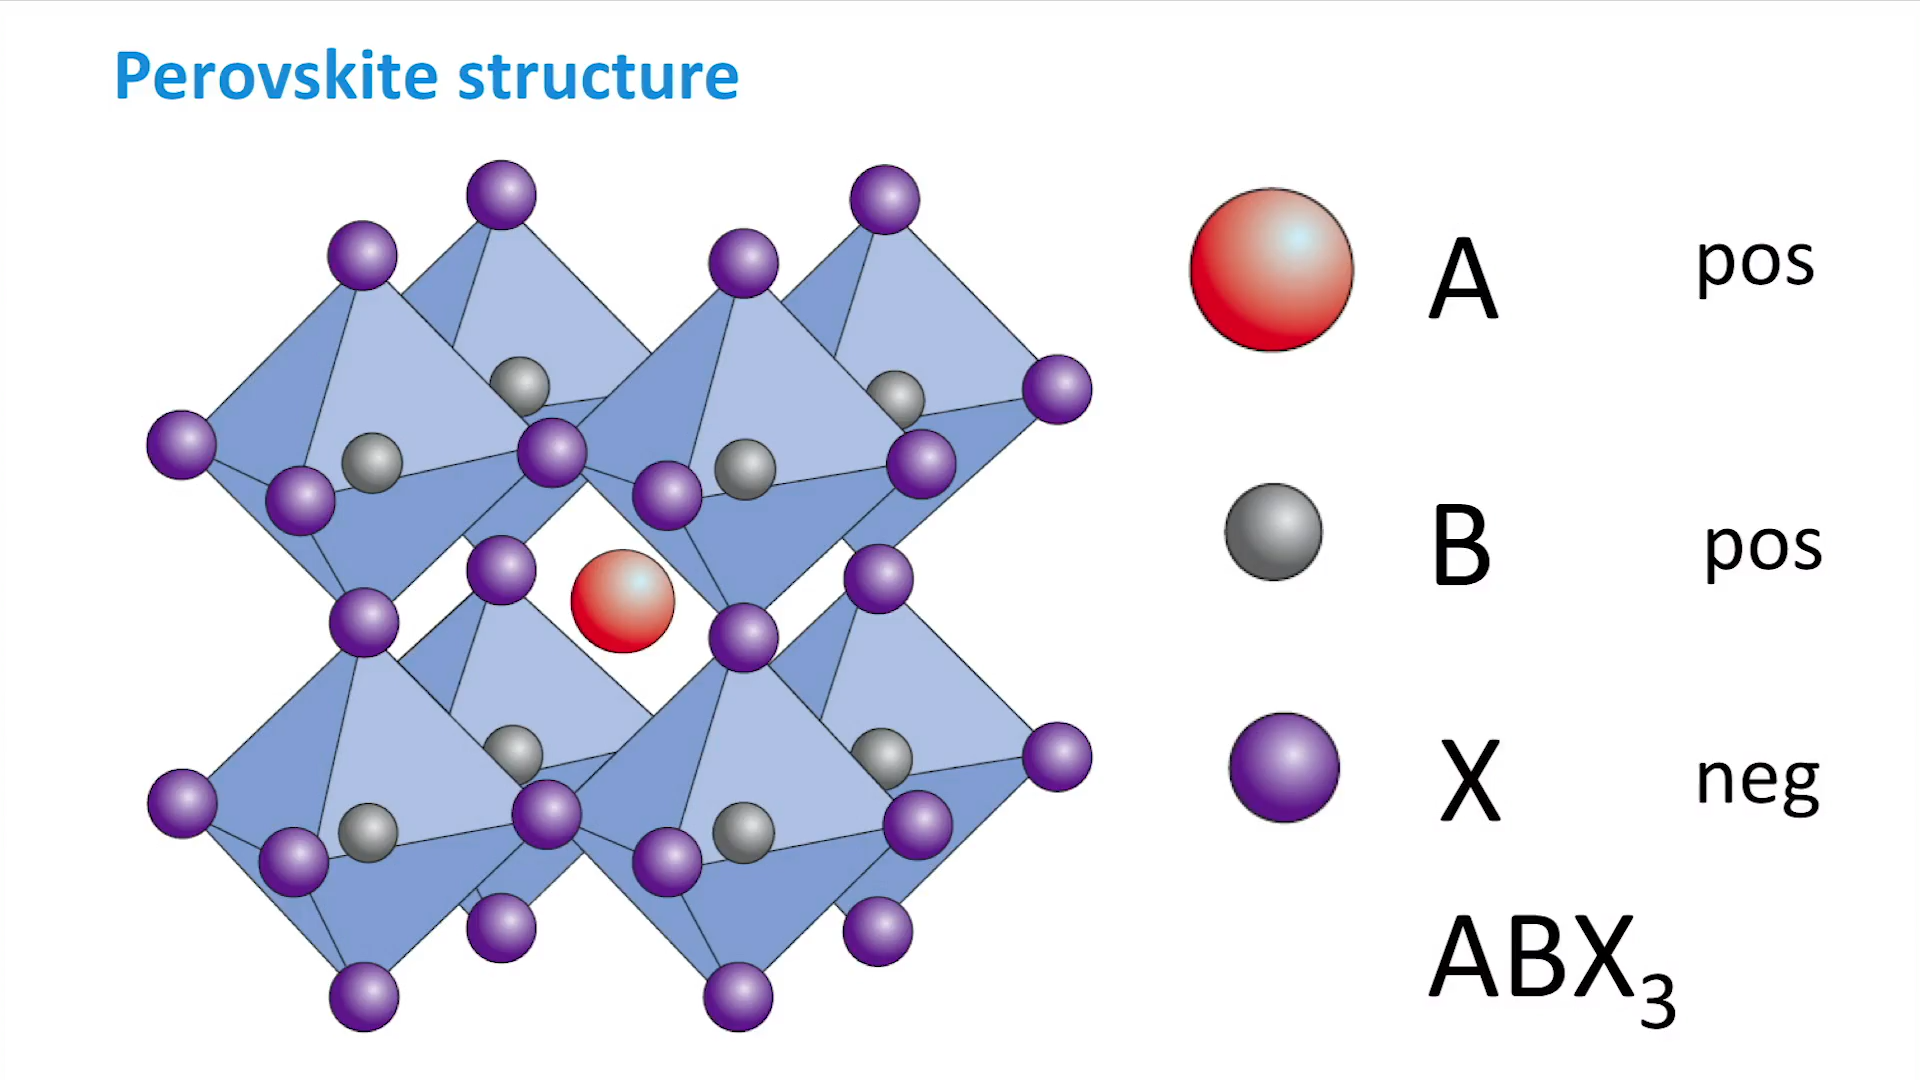 Perovskite structure
A pos
B pos
X neg
ABX₃